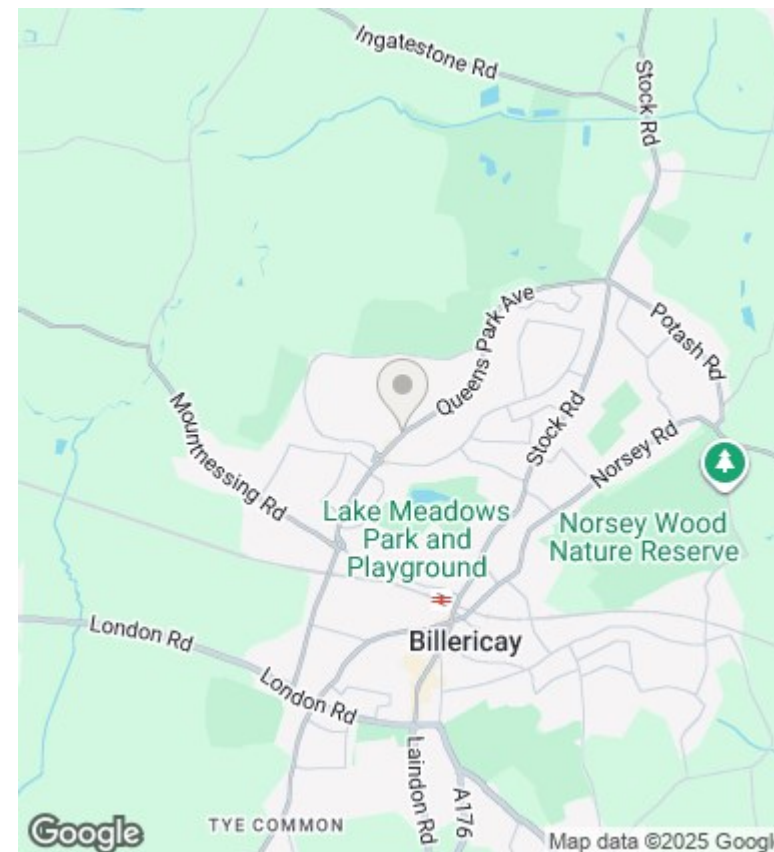 Ingatestone Rd
Stock Rd
Queens Park Ave
Potash Rd
Mountnessing Rd
Stock Rd
Norsey Rd
Lake Meadows
Park and
Playground
Norsey Wood
Nature Reserve
London Rd
Billericay
London Rd
Laindon Rd
A176
TYE COMMON
Google
Map data ©2025 Googl